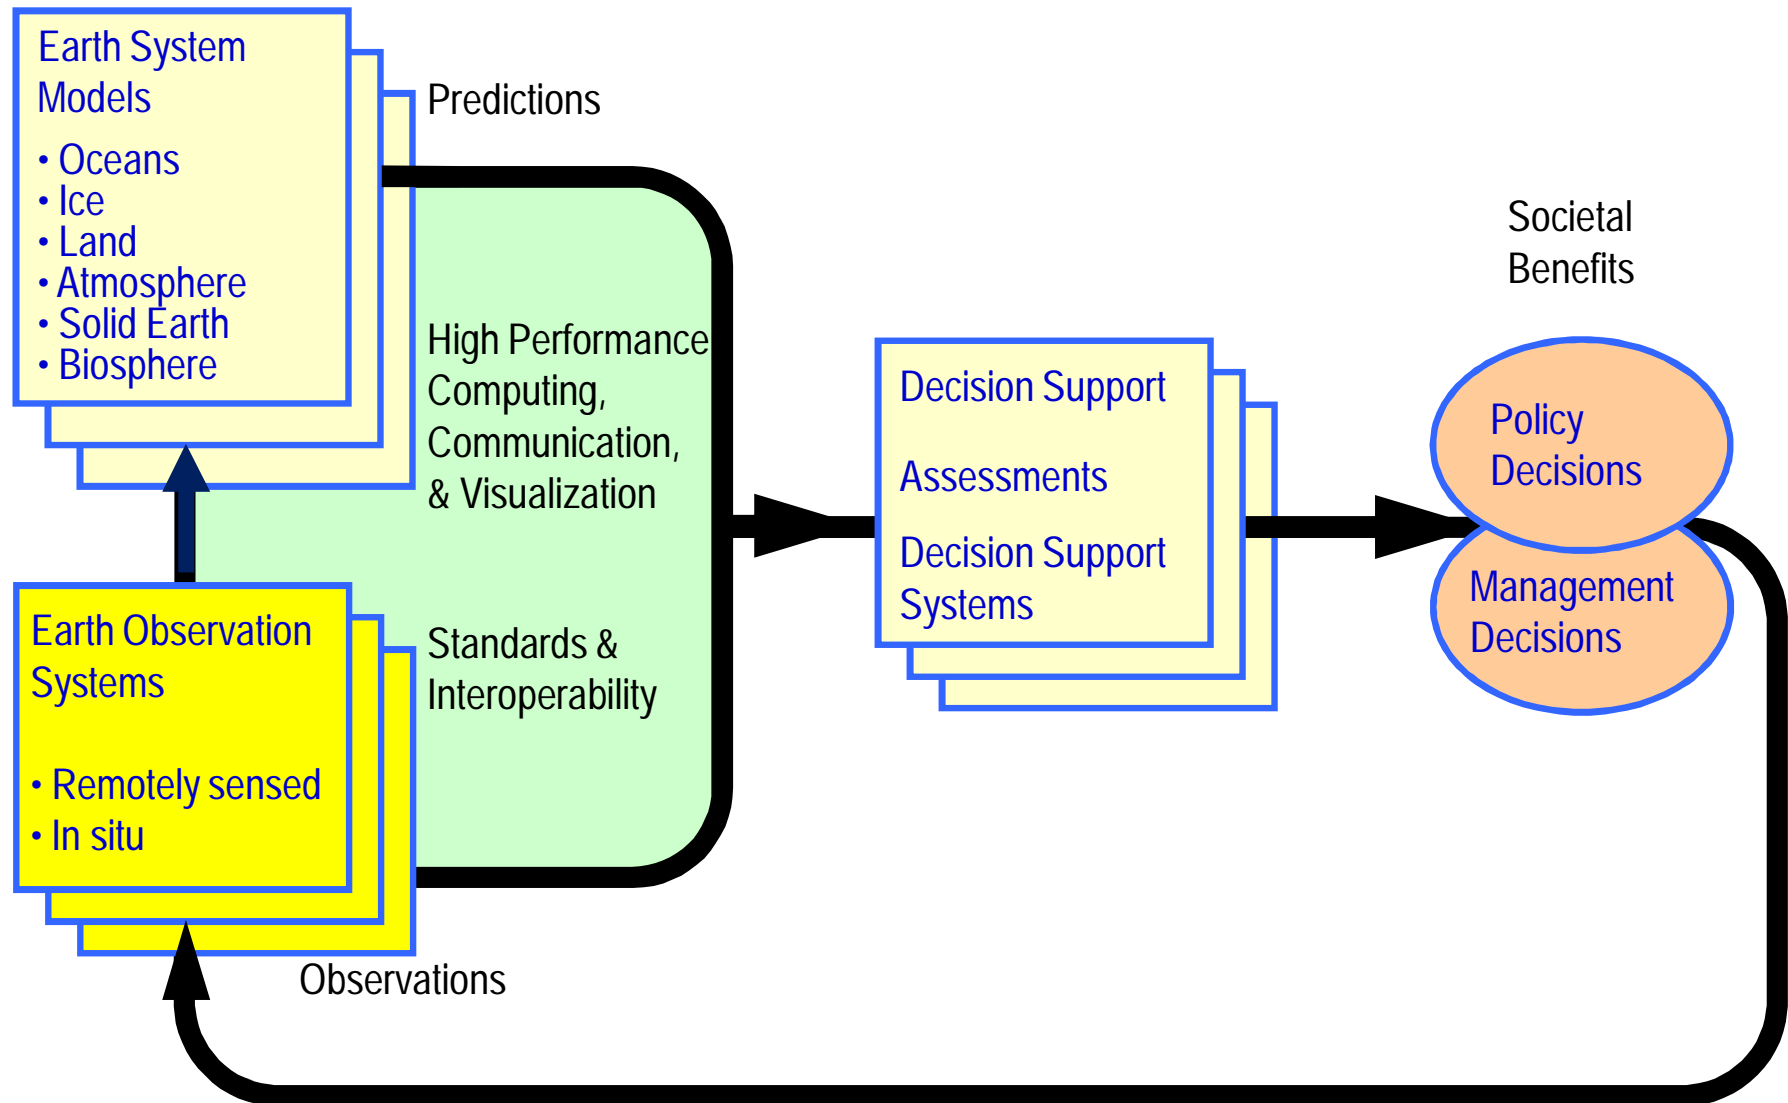 Earth System
Models
• Oceans
• Ice
• Land
• Atmosphere
• Solid Earth
• Biosphere
Predictions
High Performance
Computing,
Communication,
& Visualization
Standards &
Interoperability
Earth Observation
Systems
• Remotely sensed
• In situ
Observations
Decision Support
Assessments
Decision Support
Systems
Societal
Benefits
Policy
Decisions
Management
Decisions